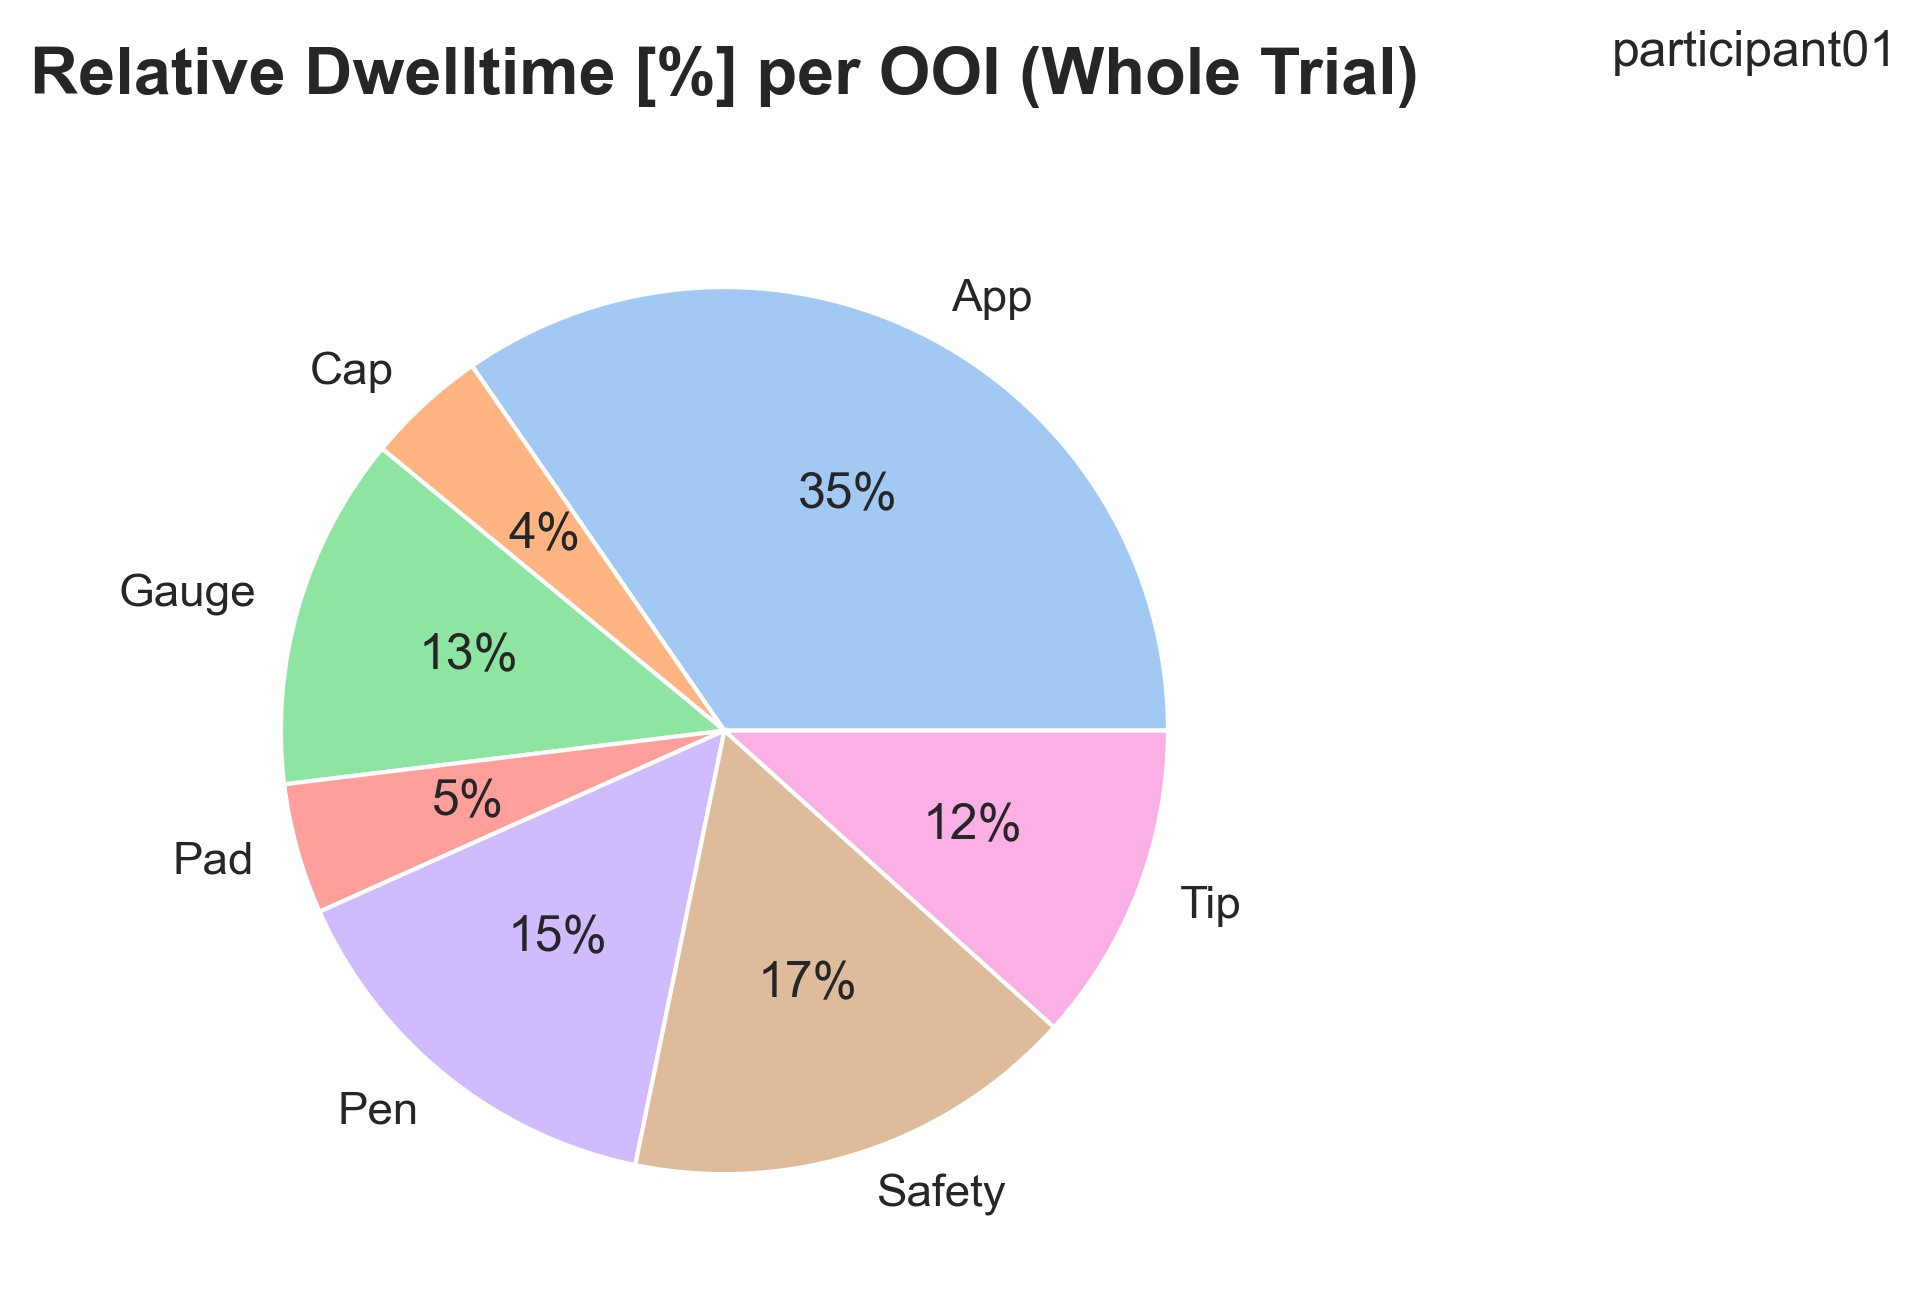 Relative Dwelltime [%] per OOI (Whole Trial)
participant01
App
Cap
35%
4%
Gauge
13%
5%
Pad
12%
Tip
15%
17%
Pen
Safety